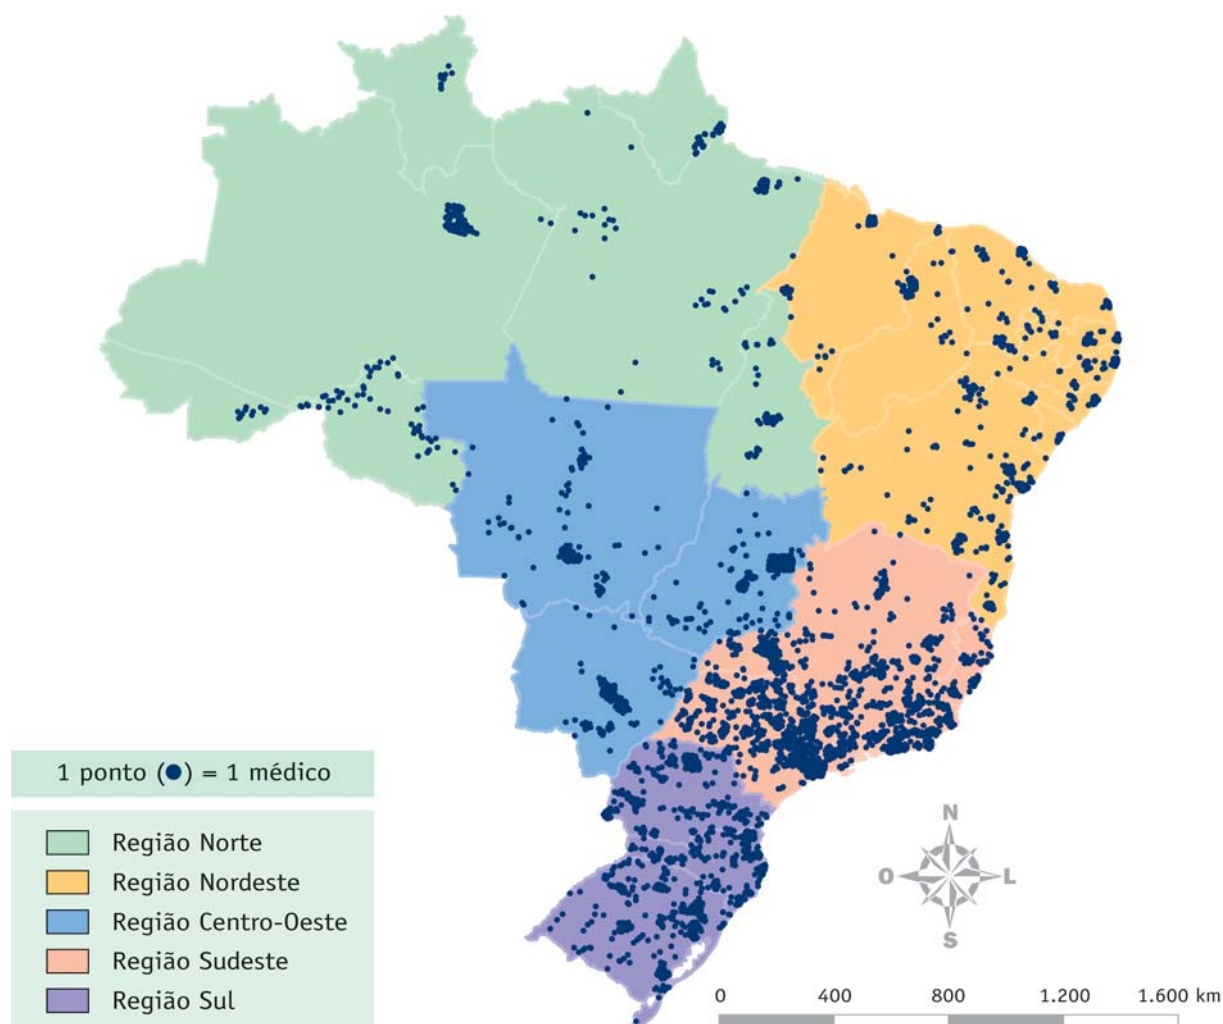 1 ponto (●) = 1 médico
Região Norte
Região Nordeste
Região Centro-Oeste
Região Sudeste
Região Sul
N
O L
S
0 400 800 1.200 1.600 km